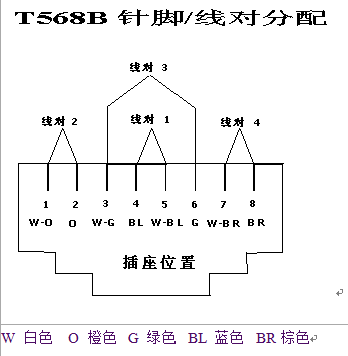 T568B 针脚/线对分配
线对 3
线对 2 线对 1 线对 4
1 2 3 4 5 6 7 8
W-O O W-G BL W-BL G W-BR BR
插座位置
W 白色 O 橙色 G 绿色 BL 蓝色 BR 棕色